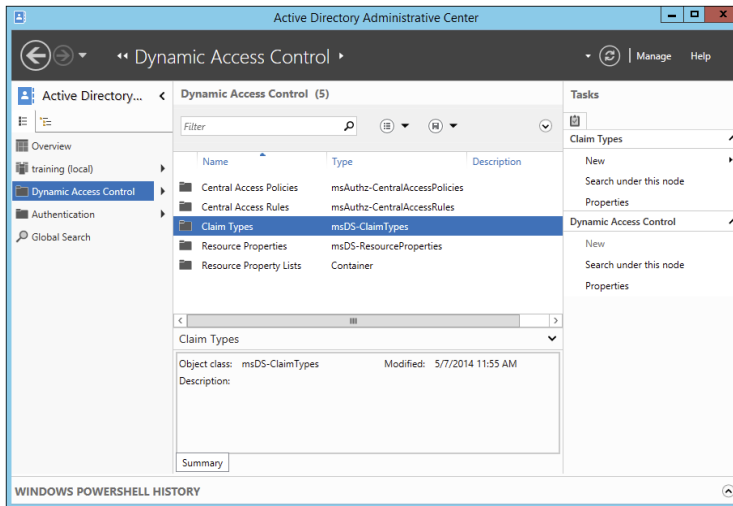 Active Directory Administrative Center
Dynamic Access Control
Manage
Help
Active Directory...
Overview
training (local)
Dynamic Access Control
Authentication
Global Search
Dynamic Access Control (5)
Filter
Name Type Description
Central Access Policies msAuthz-CentralAccessPolicies
Central Access Rules msAuthz-CentralAccessRules
Claim Types msDS-ClaimTypes
Resource Properties msDS-ResourceProperties
Resource Property Lists Container
Claim Types
Object class: msDS-ClaimTypes Modified: 5/7/2014 11:55 AM
Description:
Summary
Tasks
Claim Types
New
Search under this node
Properties
Dynamic Access Control
New
Search under this node
Properties
WINDOWS POWERSHELL HISTORY